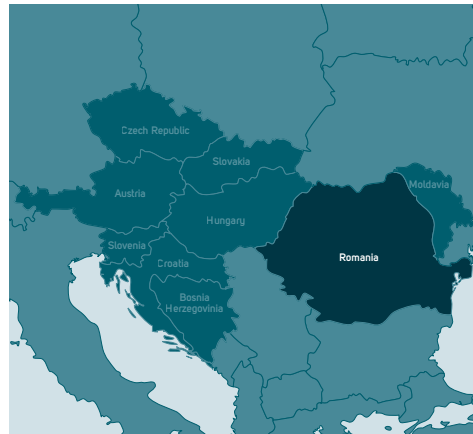 Czech Republic
Slovakia
Moldavia
Austria
Hungary
Slovenia
Romania
Croatia
Bosnia
Herzegovinia